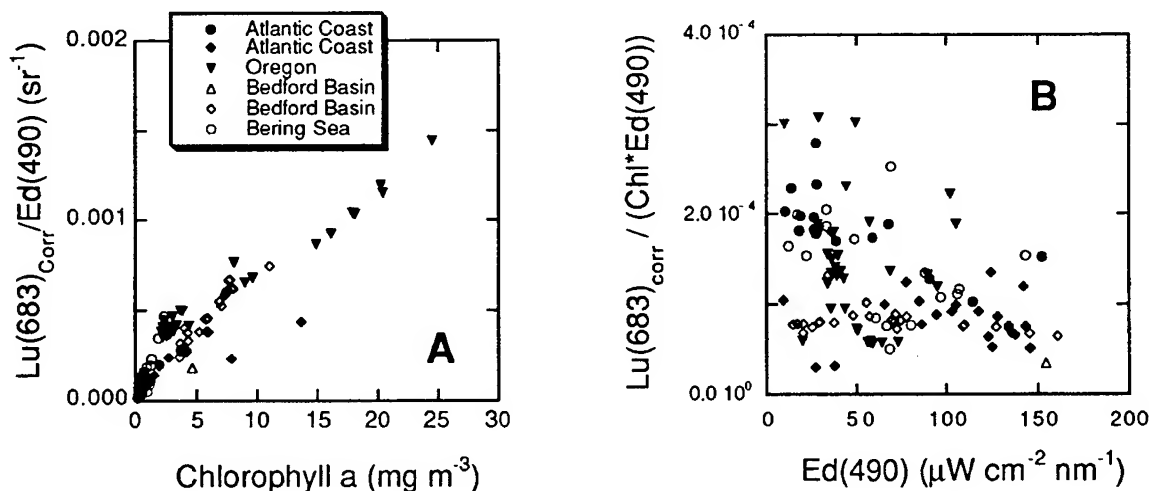 Atlantic Coast
Atlantic Coast
Oregon
Bedford Basin
Bedford Basin
Bering Sea
0.002
0.001
0.000
Lu(683)Corr/Ed(490) (sr-1)
0 5 10 15 20 25 30
Chlorophyll a (mg m-3)
A
4.0 10-4
2.0 10-4
0.0 100
Lu(683)corr / (Chl*Ed(490))
0 50 100 150 200
Ed(490) (μW cm-2 nm-1)
B